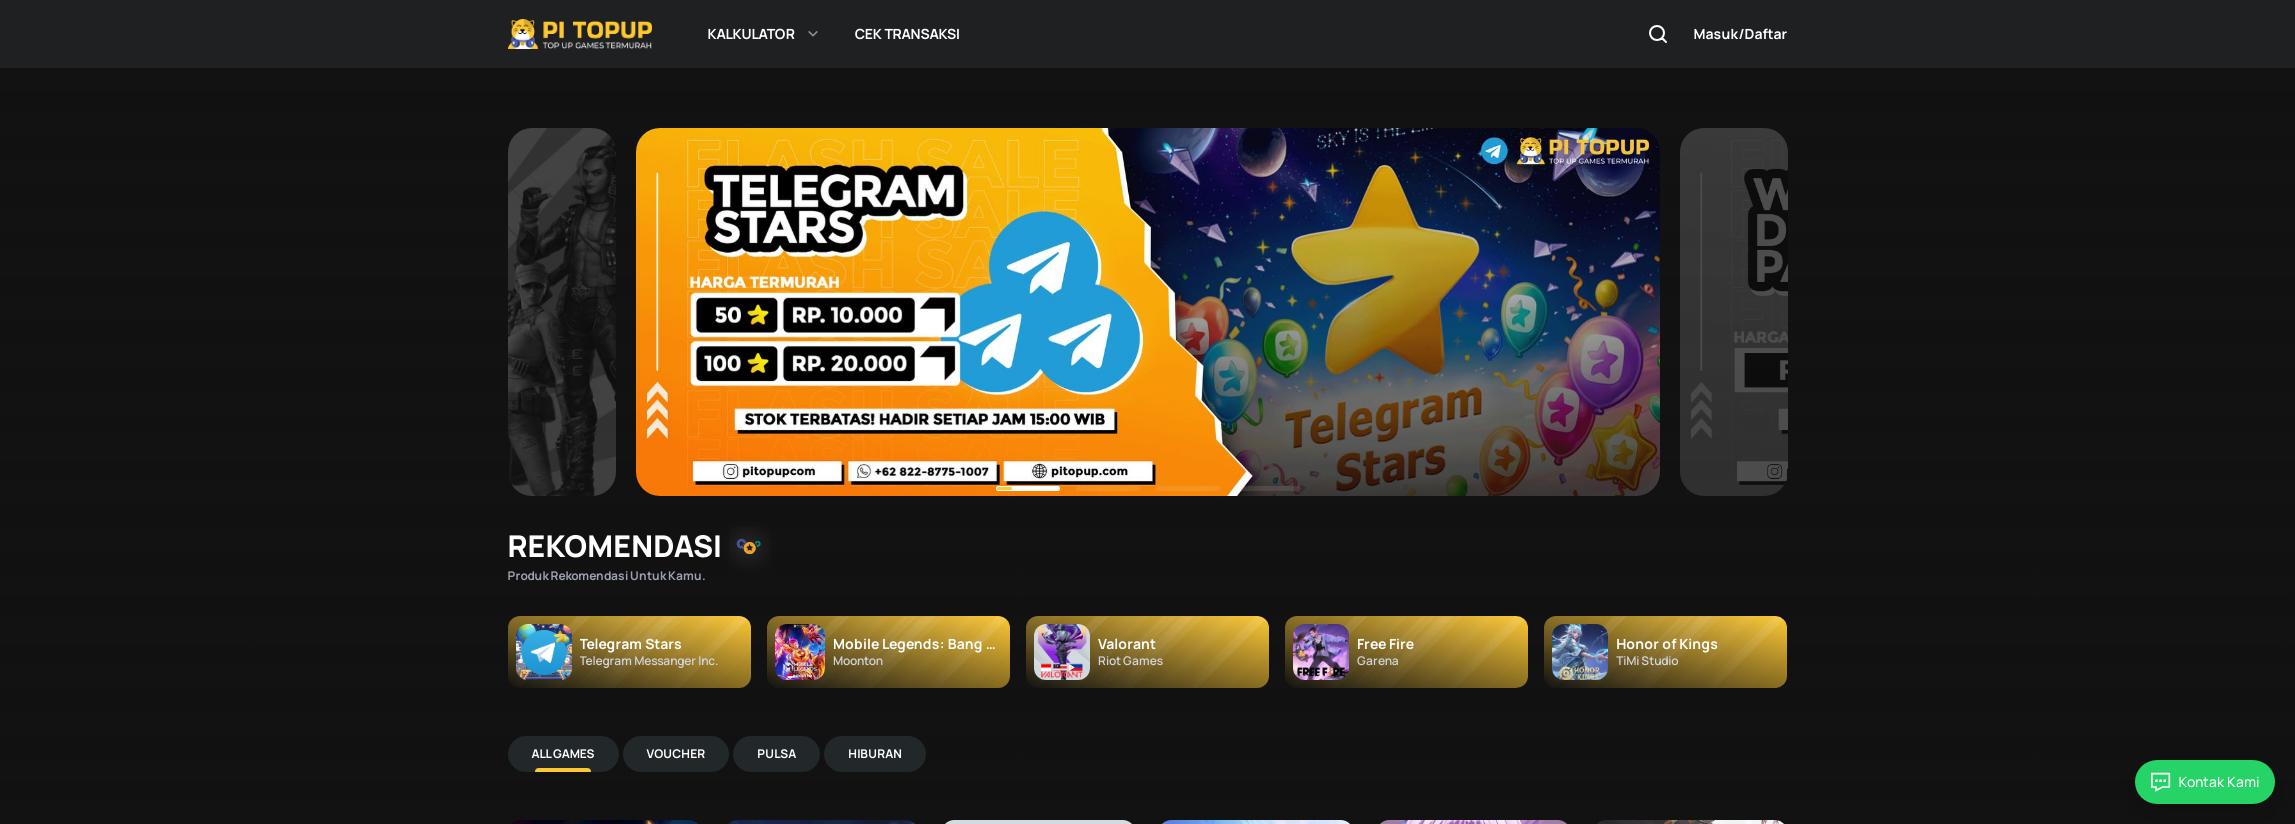 PI TOPUP
TOP UP GAMES TERMURAH
KALKULATOR
CEK TRANSAKSI
Masuk/Daftar
FLASH SALE
SKY IS THE
PI TOPUP
TOP UP GAMES TERMURAH
TELEGRAM
STARS
HARGA TERMURAH
50 RP. 10.000
100 RP. 20.000
STOK TERBATAS! HADIR SETIAP JAM 15:00 WIB
pitopupcom
+62 822-8775-1007
pitopup.com
Telegram
Stars
REKOMENDASI
Produk Rekomendasi Untuk Kamu.
Telegram Stars
Telegram Messanger Inc.
Mobile Legends: Bang ...
Moonton
Valorant
Riot Games
Free Fire
Garena
Honor of Kings
TiMi Studio
ALL GAMES
VOUCHER
PULSA
HIBURAN
Kontak Kami